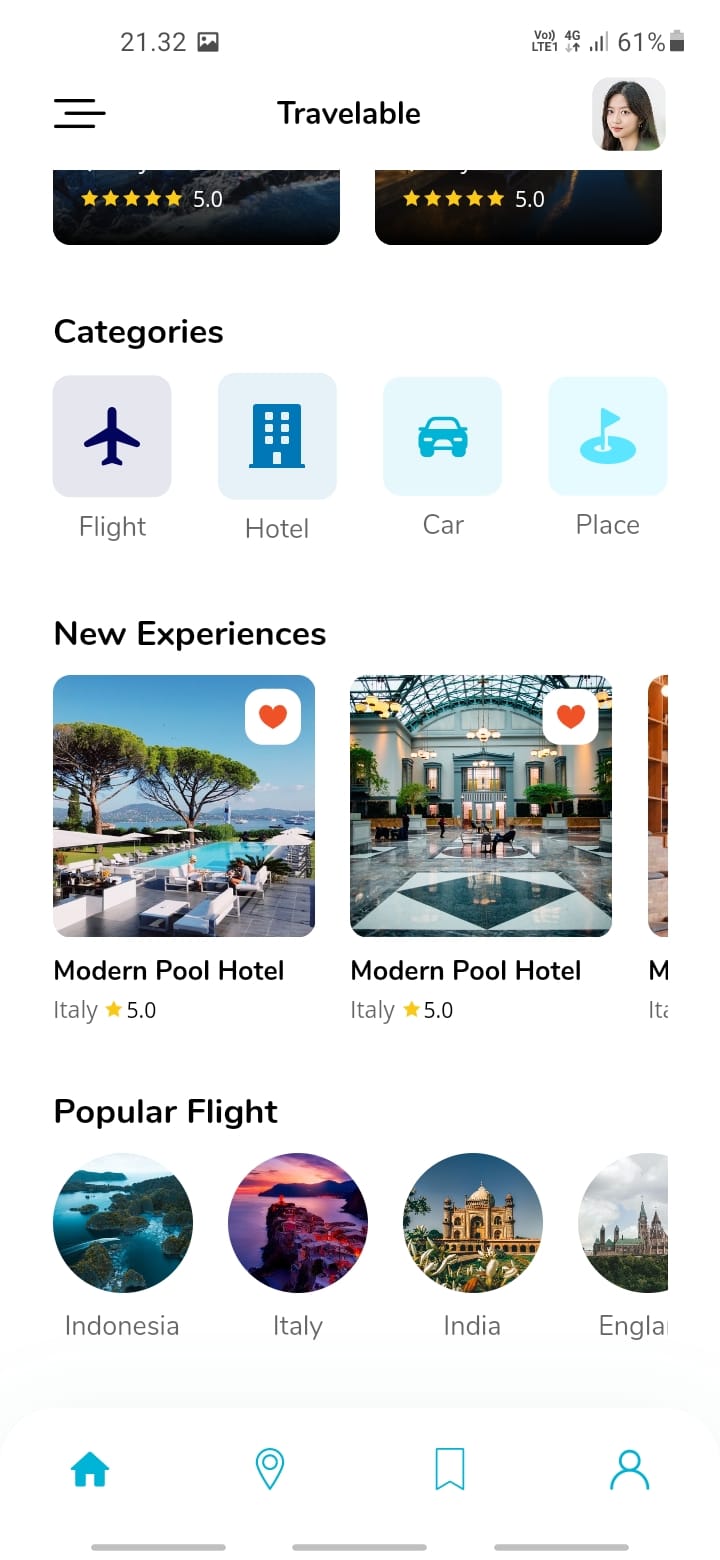 21.32 Vo)) LTE1 4G 61%
Travelable
5.0 5.0
Categories
Flight Hotel Car Place
New Experiences
Modern Pool Hotel Modern Pool Hotel M
Italy 5.0 Italy 5.0 Ita
Popular Flight
Indonesia Italy India Englan